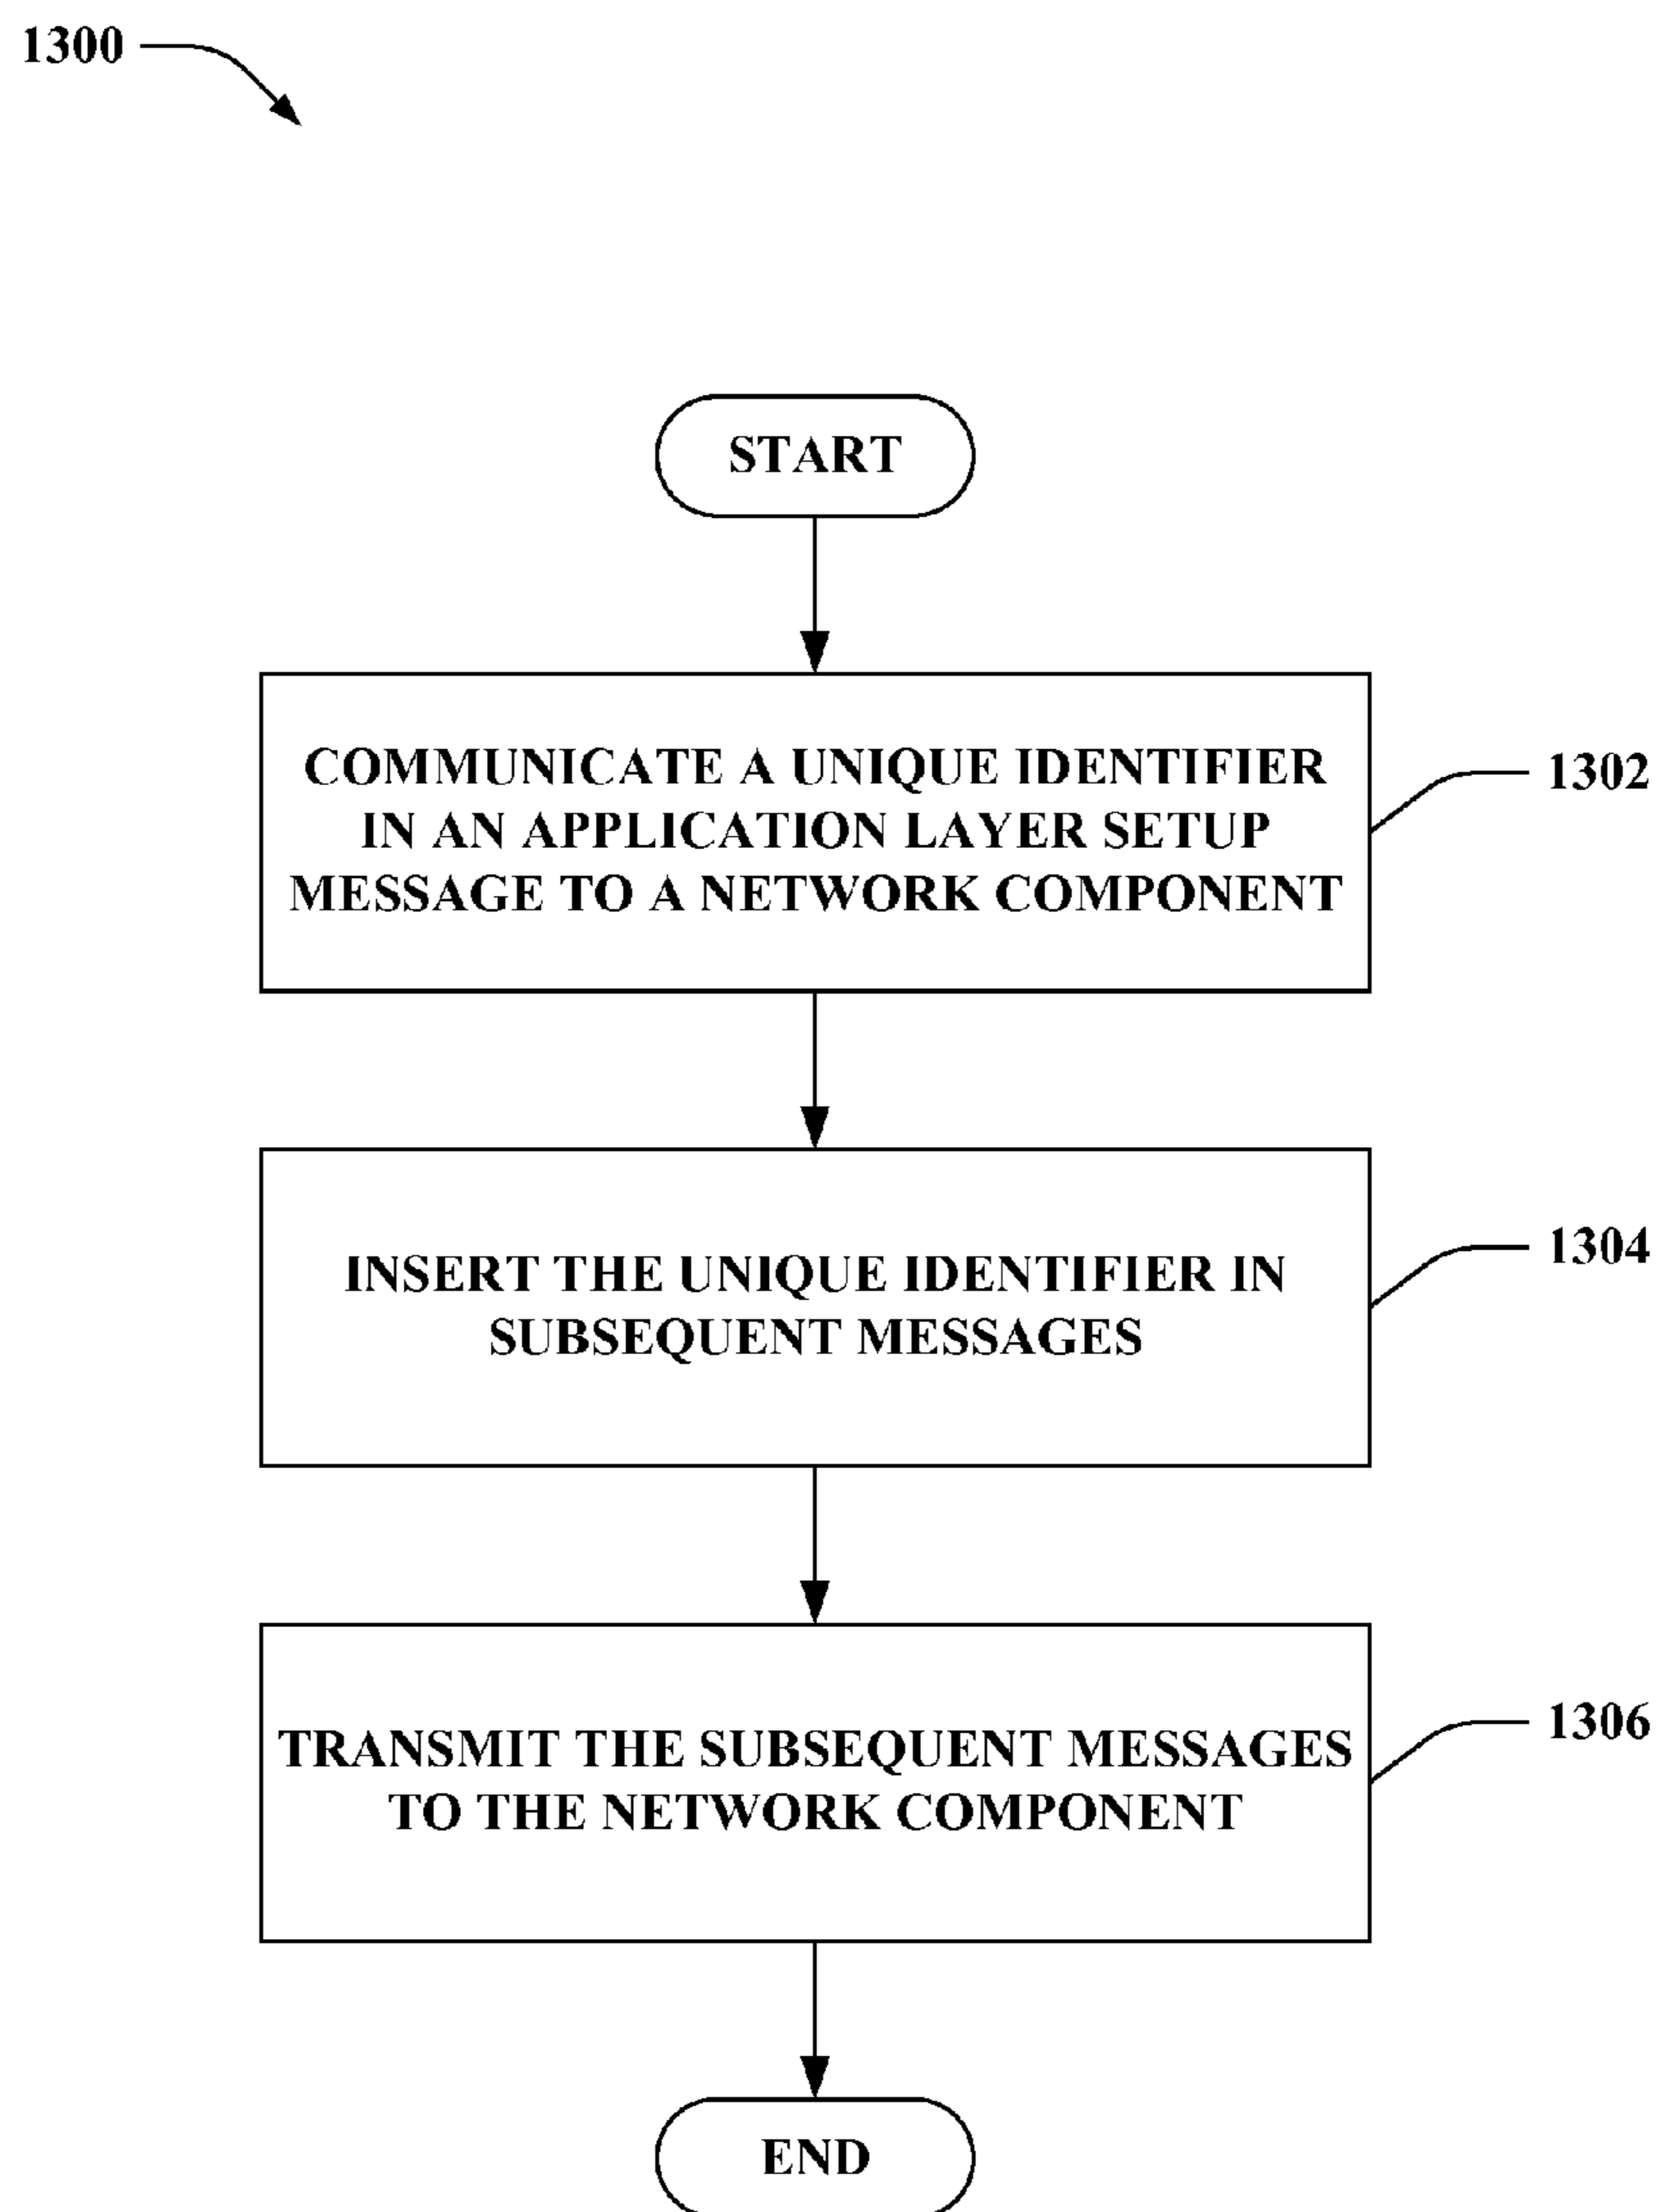 1300
START
COMMUNICATE A UNIQUE IDENTIFIER
IN AN APPLICATION LAYER SETUP
MESSAGE TO A NETWORK COMPONENT
1302
INSERT THE UNIQUE IDENTIFIER IN
SUBSEQUENT MESSAGES
1304
TRANSMIT THE SUBSEQUENT MESSAGES
TO THE NETWORK COMPONENT
1306
END